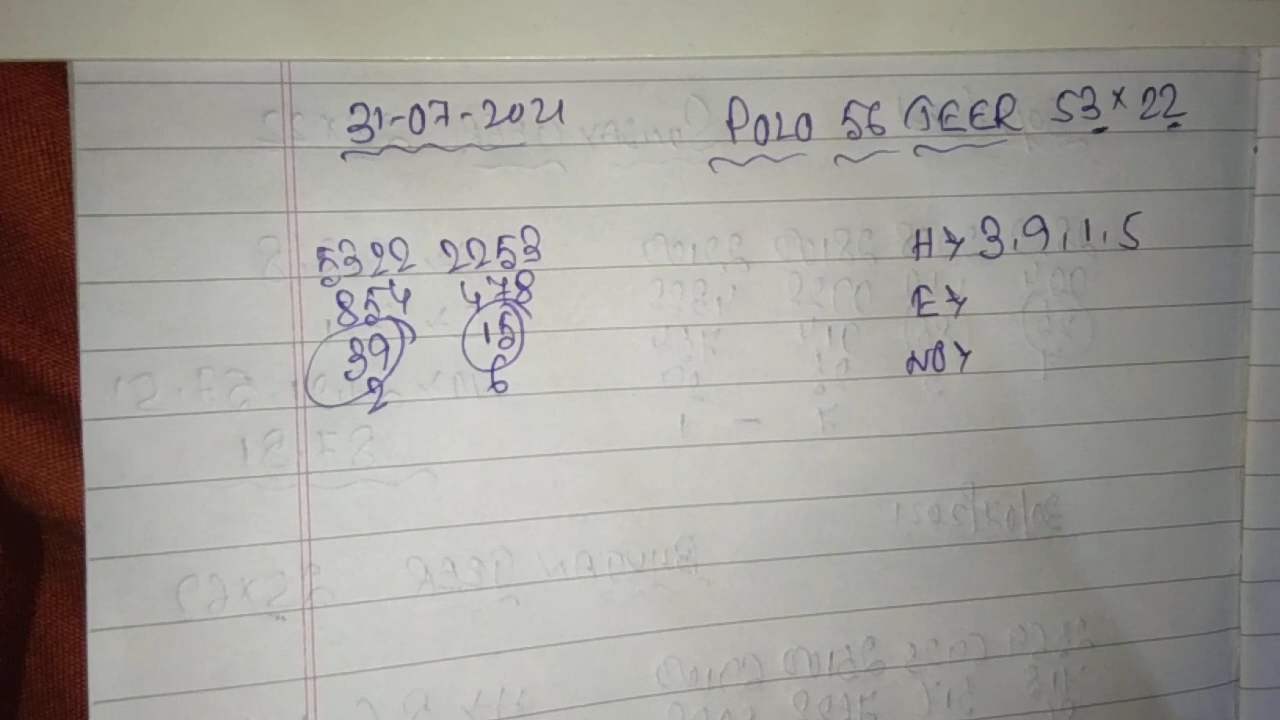 31-07-2021 POLO 56 TEER 53 × 22
5322 2253 H→ 3.9.1.5
854 478 E→
39 15 NO→
2 6